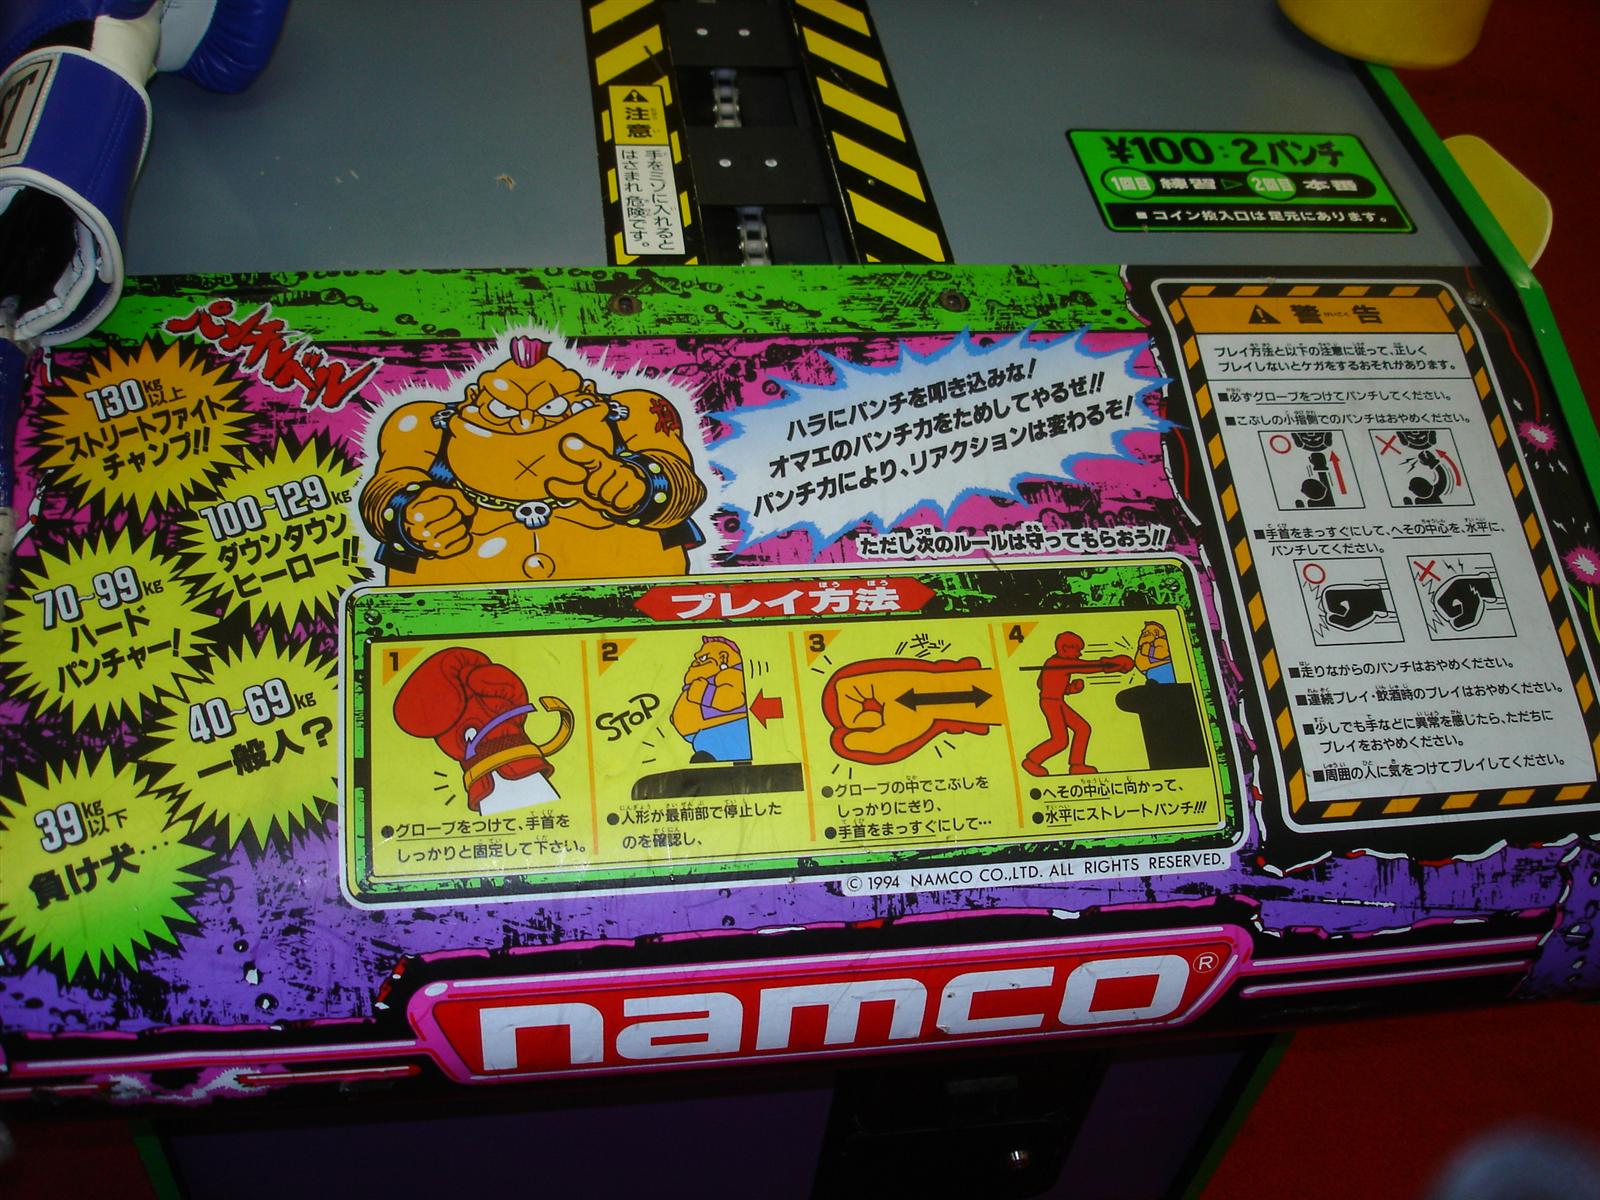 ST
注意
手をミゾに入れると
はさまれ危険です。
¥100:2パンチ
1回目 練習 ▷ 2回目 本番
■コイン投入口は足元にあります。
パンチルドール
130kg以上
ストリートファイト
チャンプ!!
100~129kg
ダウンタウン
ヒーロー!!
70~99kg
ハード
パンチャー!
40~69kg
一般人?
39kg以下
負け犬…
ハラにパンチを叩き込みな!
オマエのパンチ力をためしてやるぜ!!
パンチ力により、リアクションは変わるぞ!
ただし次のルールは守ってもらおう!!
プレイ方法
1
●グローブをつけて、手首を
しっかりと固定して下さい。
2
STOP
●人形が最前部で停止した
のを確認し、
3
ギュッ
●グローブの中でこぶしを
しっかりにぎり、
●手首をまっすぐにして…
4
●へその中心に向かって、
●水平にストレートパンチ!!!
© 1994 NAMCO CO.,LTD. ALL RIGHTS RESERVED.
警告
プレイ方法と以下の注意に従って、正しく
プレイしないとケガをするおそれがあります。
■必ずグローブをつけてパンチしてください。
■こぶしの小指側でのパンチはおやめください。
■手首をまっすぐにして、へその中心を、水平に、
パンチしてください。
■走りながらのパンチはおやめください。
■連続プレイ・飲酒時のプレイはおやめください。
■少しでも手などに異常を感じたら、ただちに
プレイをおやめください。
■周囲の人に気をつけてプレイしてください。
namco®